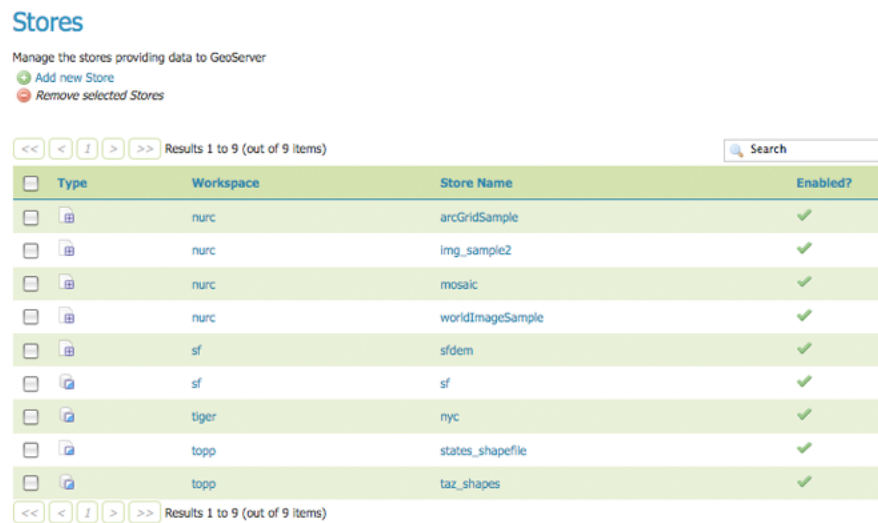 Stores
Manage the stores providing data to GeoServer
Add new Store
Remove selected Stores
<< < 1 > >> Results 1 to 9 (out of 9 items) Search
Type Workspace Store Name Enabled?
nurc arcGridSample
nurc img_sample2
nurc mosaic
nurc worldImageSample
sf sfdem
sf sf
tiger nyc
topp states_shapefile
topp taz_shapes
<< < 1 > >> Results 1 to 9 (out of 9 items)